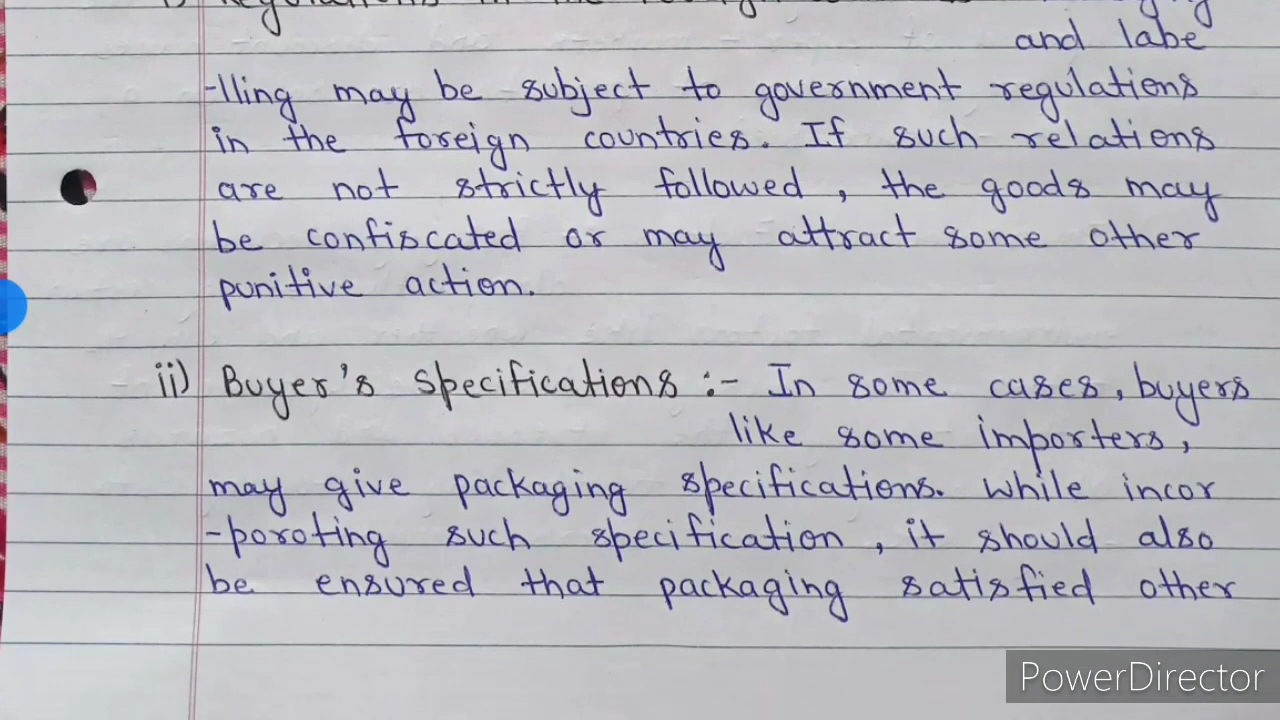 and labe
-lling may be subject to government regulations
in the foreign countries. If such relations
are not strictly followed, the goods may
be confiscated or may attract some other
punitive action.
ii) Buyer's specifications :- In some cases, buyers
like some importers,
may give packaging specifications. While incor
-poroting such specification, it should also
be ensured that packaging satisfied other
PowerDirector